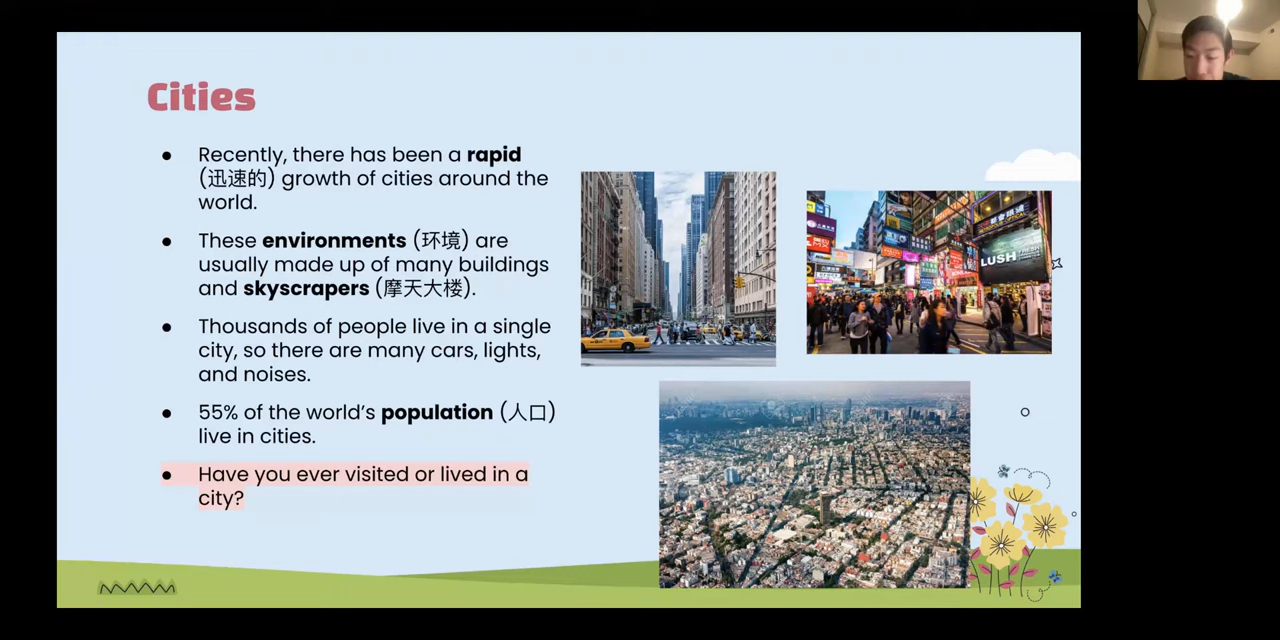 Cities
● Recently, there has been a rapid
(迅速的) growth of cities around the
world.
● These environments (环境) are
usually made up of many buildings
and skyscrapers (摩天大楼).
● Thousands of people live in a single
city, so there are many cars, lights,
and noises.
● 55% of the world's population (人口)
live in cities.
● Have you ever visited or lived in a
city?
LUSH